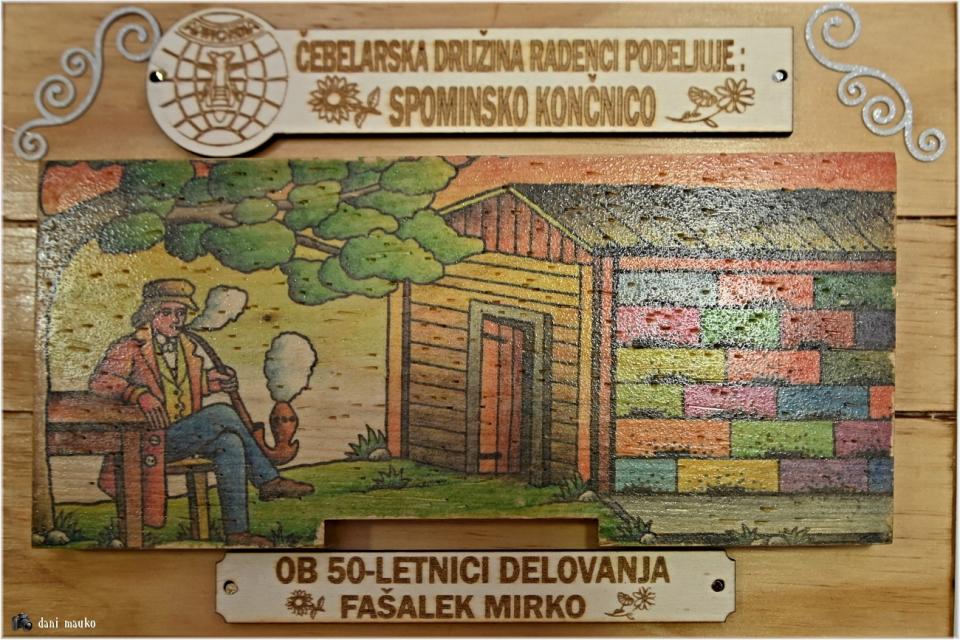 ČEBELARSKA DRUŽINA RADENCI PODELJUJE :
SPOMINSKO KONČNICO
OB 50-LETNICI DELOVANJA
FAŠALEK MIRKO
dani mauko